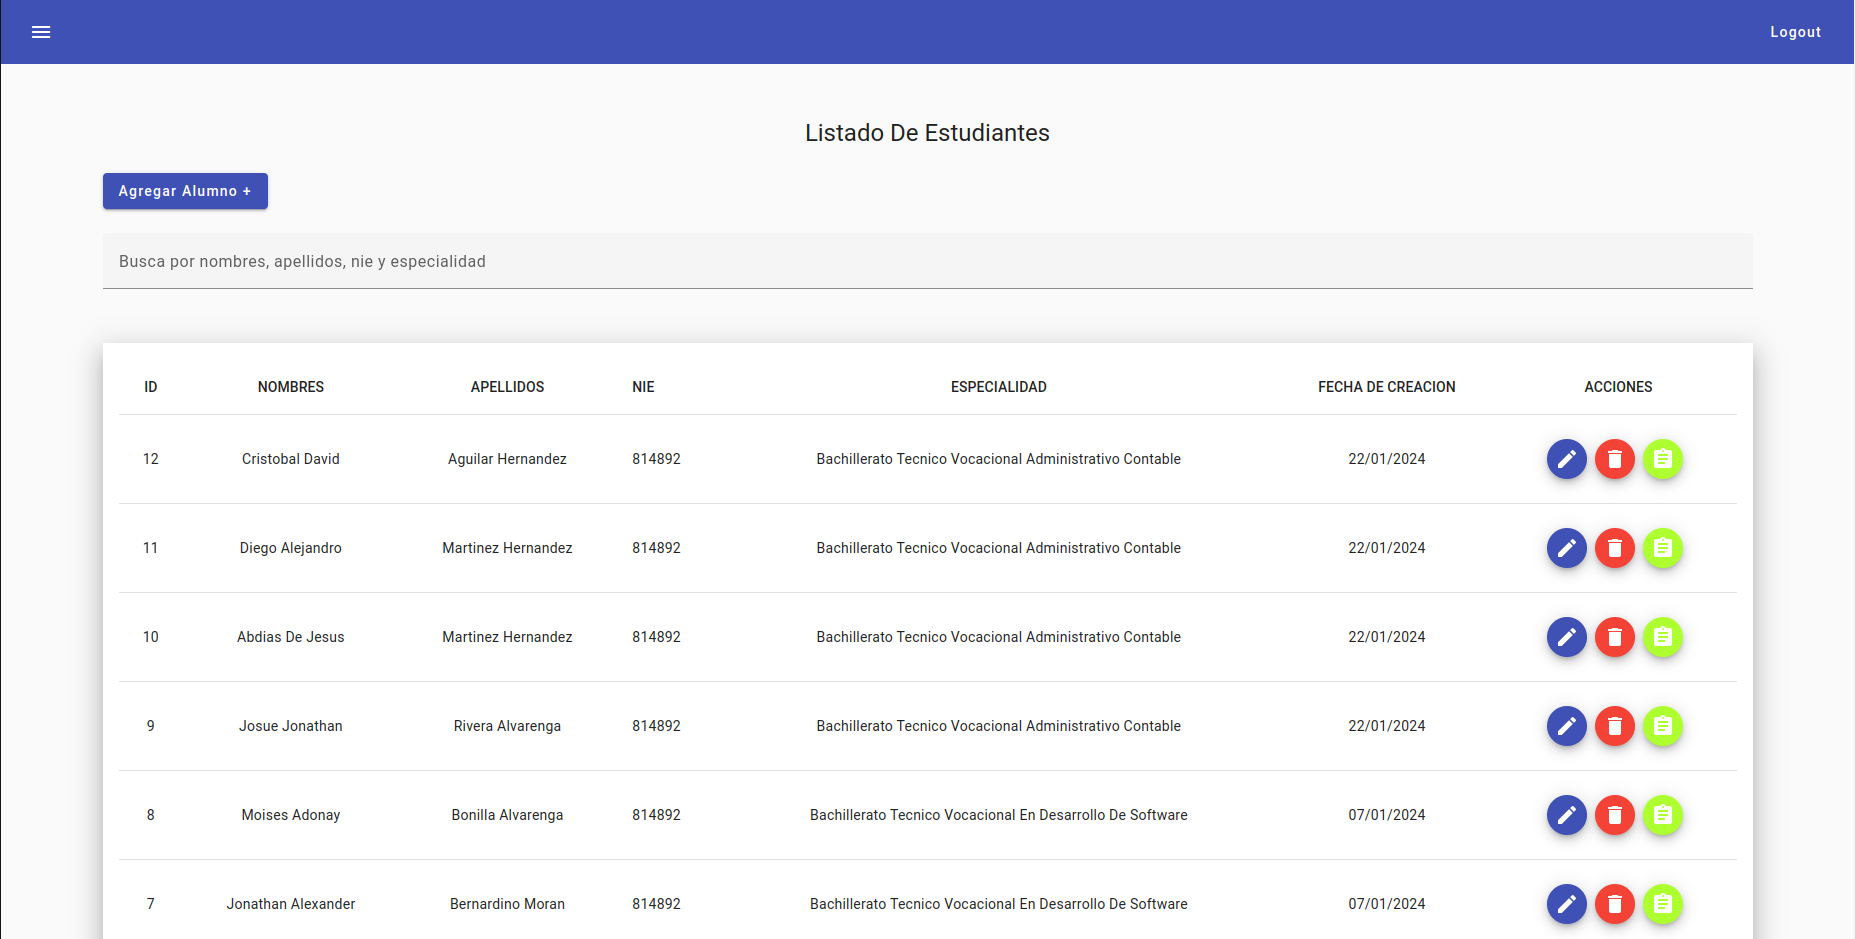 Logout
Listado De Estudiantes
Agregar Alumno +
Busca por nombres, apellidos, nie y especialidad
ID NOMBRES APELLIDOS NIE ESPECIALIDAD FECHA DE CREACION ACCIONES
12 Cristobal David Aguilar Hernandez 814892 Bachillerato Tecnico Vocacional Administrativo Contable 22/01/2024
11 Diego Alejandro Martinez Hernandez 814892 Bachillerato Tecnico Vocacional Administrativo Contable 22/01/2024
10 Abdias De Jesus Martinez Hernandez 814892 Bachillerato Tecnico Vocacional Administrativo Contable 22/01/2024
9 Josue Jonathan Rivera Alvarenga 814892 Bachillerato Tecnico Vocacional Administrativo Contable 22/01/2024
8 Moises Adonay Bonilla Alvarenga 814892 Bachillerato Tecnico Vocacional En Desarrollo De Software 07/01/2024
7 Jonathan Alexander Bernardino Moran 814892 Bachillerato Tecnico Vocacional En Desarrollo De Software 07/01/2024